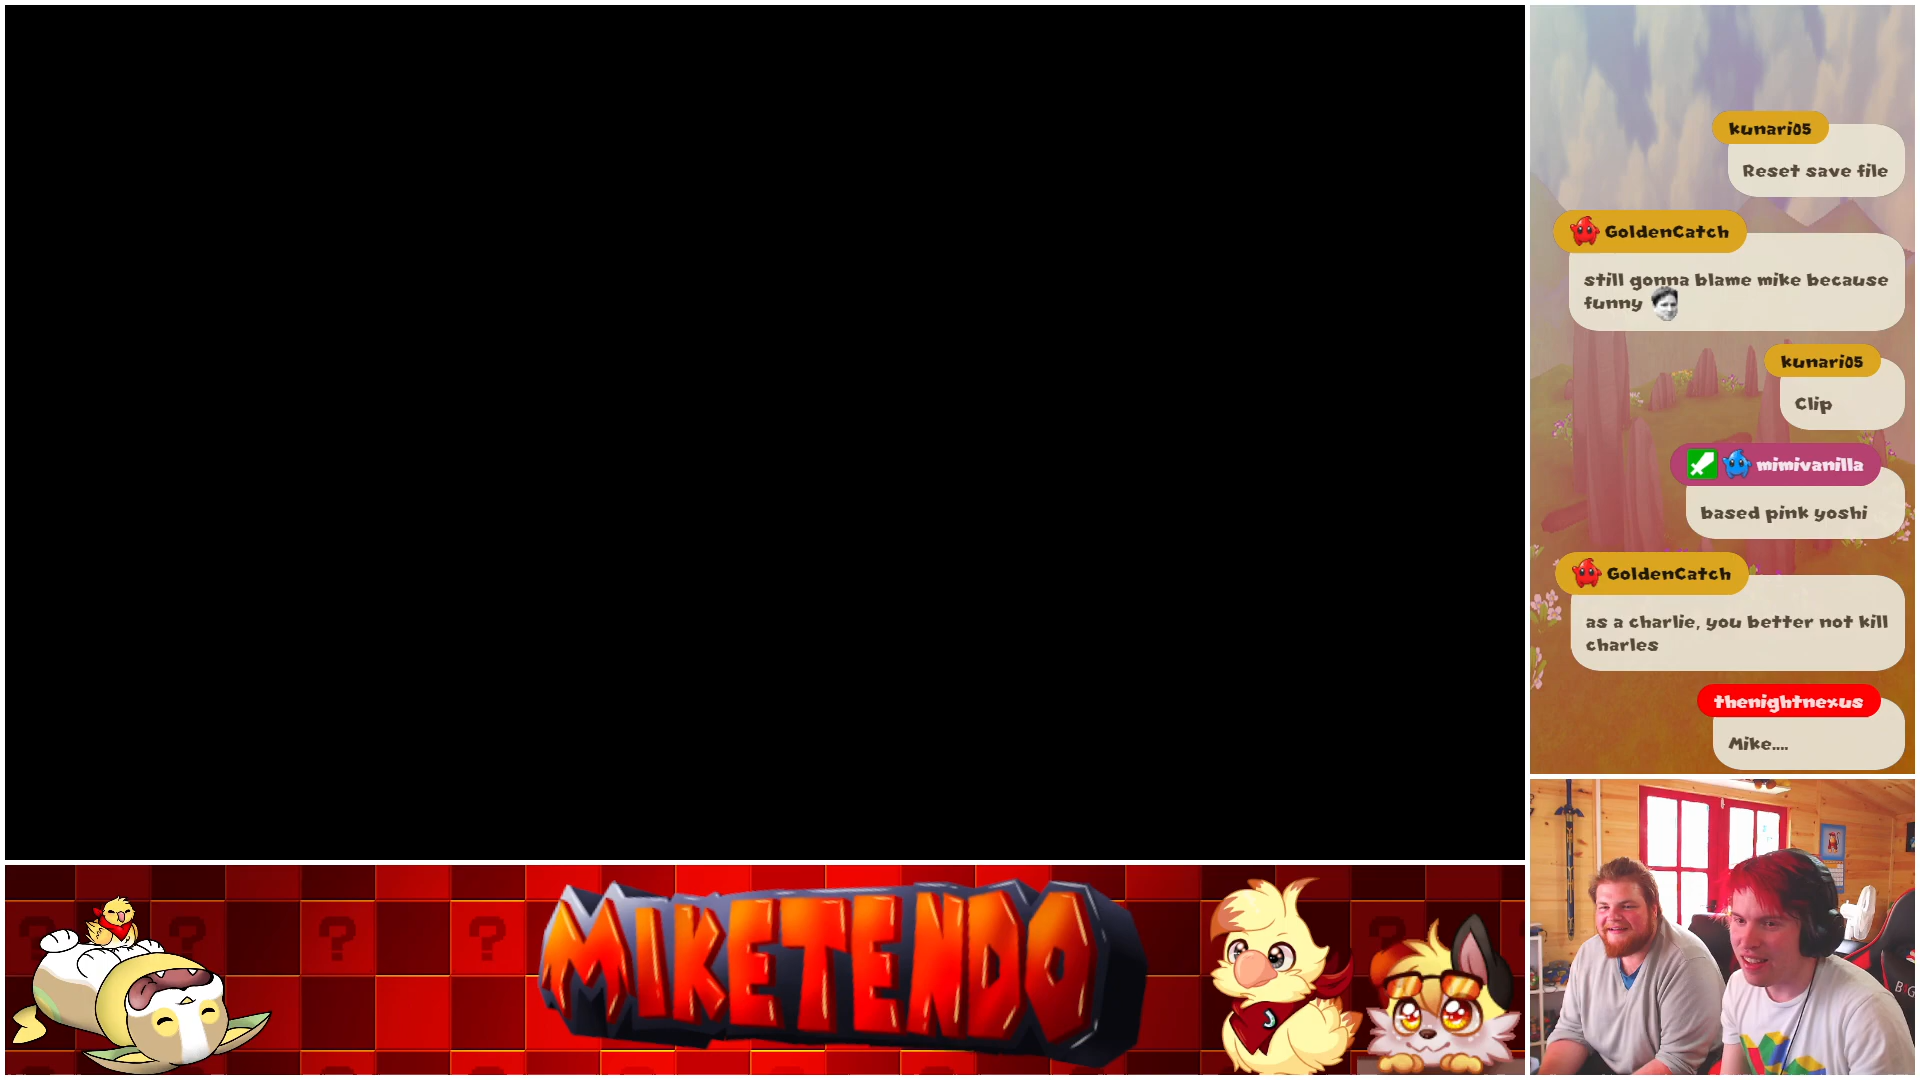 kunari05
Reset save file
GoldenCatch
still gonna blame mike because
funny
kunari05
Clip
mimivanilla
based pink yoshi
GoldenCatch
as a charlie, you better not kill
charles
thenightnexus
Mike....
MIKETENDO
? ? ? ?